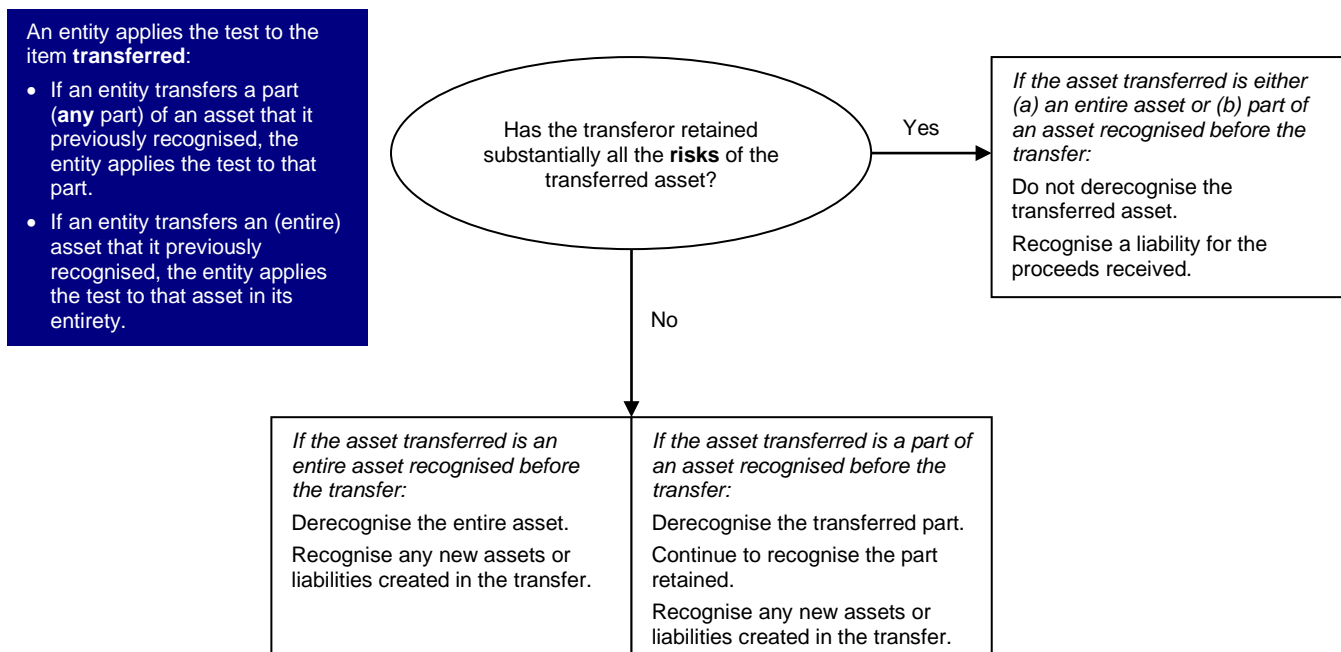 An entity applies the test to the
item transferred:
• If an entity transfers a part
(any part) of an asset that it
previously recognised, the
entity applies the test to that
part.
• If an entity transfers an (entire)
asset that it previously
recognised, the entity applies
the test to that asset in its
entirety.
Has the transferor retained
substantially all the risks of the
transferred asset?
Yes
If the asset transferred is either
(a) an entire asset or (b) part of
an asset recognised before the
transfer:
Do not derecognise the
transferred asset.
Recognise a liability for the
proceeds received.
No
If the asset transferred is an
entire asset recognised before
the transfer:
Derecognise the entire asset.
Recognise any new assets or
liabilities created in the transfer.
If the asset transferred is a part of
an asset recognised before the
transfer:
Derecognise the transferred part.
Continue to recognise the part
retained.
Recognise any new assets or
liabilities created in the transfer.